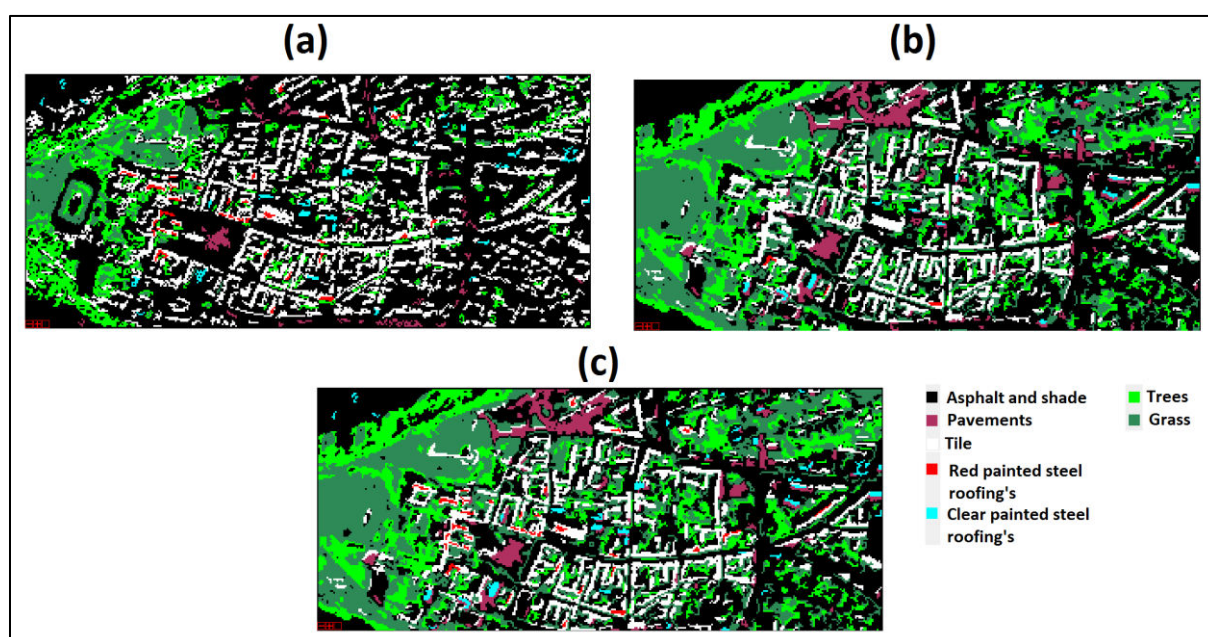 (a)
(b)
(c)
Asphalt and shade
Trees
Pavements
Grass
Tile
Red painted steel
roofing's
Clear painted steel
roofing's